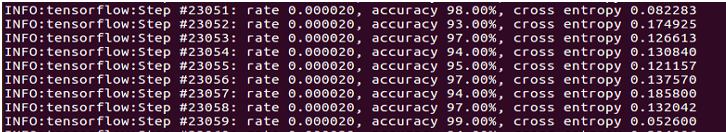 INFO:tensorflow:Step #23051: rate 0.000020, accuracy 98.00%, cross entropy 0.082283
INFO:tensorflow:Step #23052: rate 0.000020, accuracy 93.00%, cross entropy 0.174925
INFO:tensorflow:Step #23053: rate 0.000020, accuracy 97.00%, cross entropy 0.126613
INFO:tensorflow:Step #23054: rate 0.000020, accuracy 94.00%, cross entropy 0.130840
INFO:tensorflow:Step #23055: rate 0.000020, accuracy 95.00%, cross entropy 0.121157
INFO:tensorflow:Step #23056: rate 0.000020, accuracy 97.00%, cross entropy 0.137570
INFO:tensorflow:Step #23057: rate 0.000020, accuracy 94.00%, cross entropy 0.185800
INFO:tensorflow:Step #23058: rate 0.000020, accuracy 97.00%, cross entropy 0.132042
INFO:tensorflow:Step #23059: rate 0.000020, accuracy 99.00%, cross entropy 0.052600